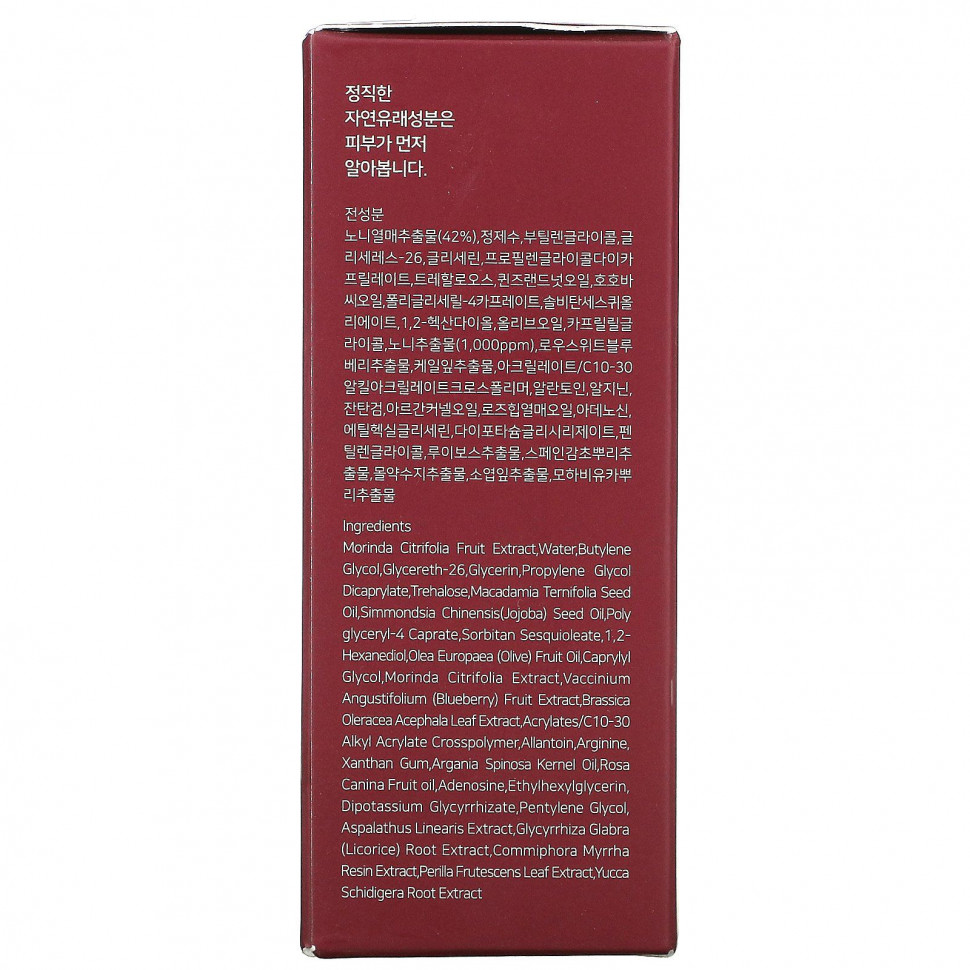 정직한
자연유래성분은
피부가 먼저
알아봅니다.
전성분
노니열매추출물(42%),정제수,부틸렌글라이콜,글
리세레스-26,글리세린,프로필렌글라이콜다이카
프릴레이트,트레할로오스,퀸즈랜드넛오일,호호바
씨오일,폴리글리세릴-4카프레이트,솔비탄세스퀴올
리에이트,1,2-헥산다이올,올리브오일,카프릴릴글
라이콜,노니추출물(1,000ppm),로우스위트블루
베리추출물,케일잎추출물,아크릴레이트/C10-30
알킬아크릴레이트크로스폴리머,알란토인,알지닌,
잔탄검,아르간커넬오일,로즈힙열매오일,아데노신,
에틸헥실글리세린,다이포타슘글리시리제이트,펜
틸렌글라이콜,루이보스추출물,스페인감초뿌리추
출물,몰약수지추출물,소엽잎추출물,모하비유카뿌
리추출물
Ingredients
Morinda Citrifolia Fruit Extract,Water,Butylene
Glycol,Glycereth-26,Glycerin,Propylene Glycol
Dicaprylate,Trehalose,Macadamia Ternifolia Seed
Oil,Simmondsia Chinensis(Jojoba) Seed Oil,Poly
glyceryl-4 Caprate,Sorbitan Sesquioleate,1,2-
Hexanediol,Olea Europaea (Olive) Fruit Oil,Caprylyl
Glycol,Morinda Citrifolia Extract,Vaccinium
Angustifolium (Blueberry) Fruit Extract,Brassica
Oleracea Acephala Leaf Extract,Acrylates/C10-30
Alkyl Acrylate Crosspolymer,Allantoin,Arginine,
Xanthan Gum,Argania Spinosa Kernel Oil,Rosa
Canina Fruit oil,Adenosine,Ethylhexylglycerin,
Dipotassium Glycyrrhizate,Pentylene Glycol,
Aspalathus Linearis Extract,Glycyrrhiza Glabra
(Licorice) Root Extract,Commiphora Myrrha
Resin Extract,Perilla Frutescens Leaf Extract,Yucca
Schidigera Root Extract